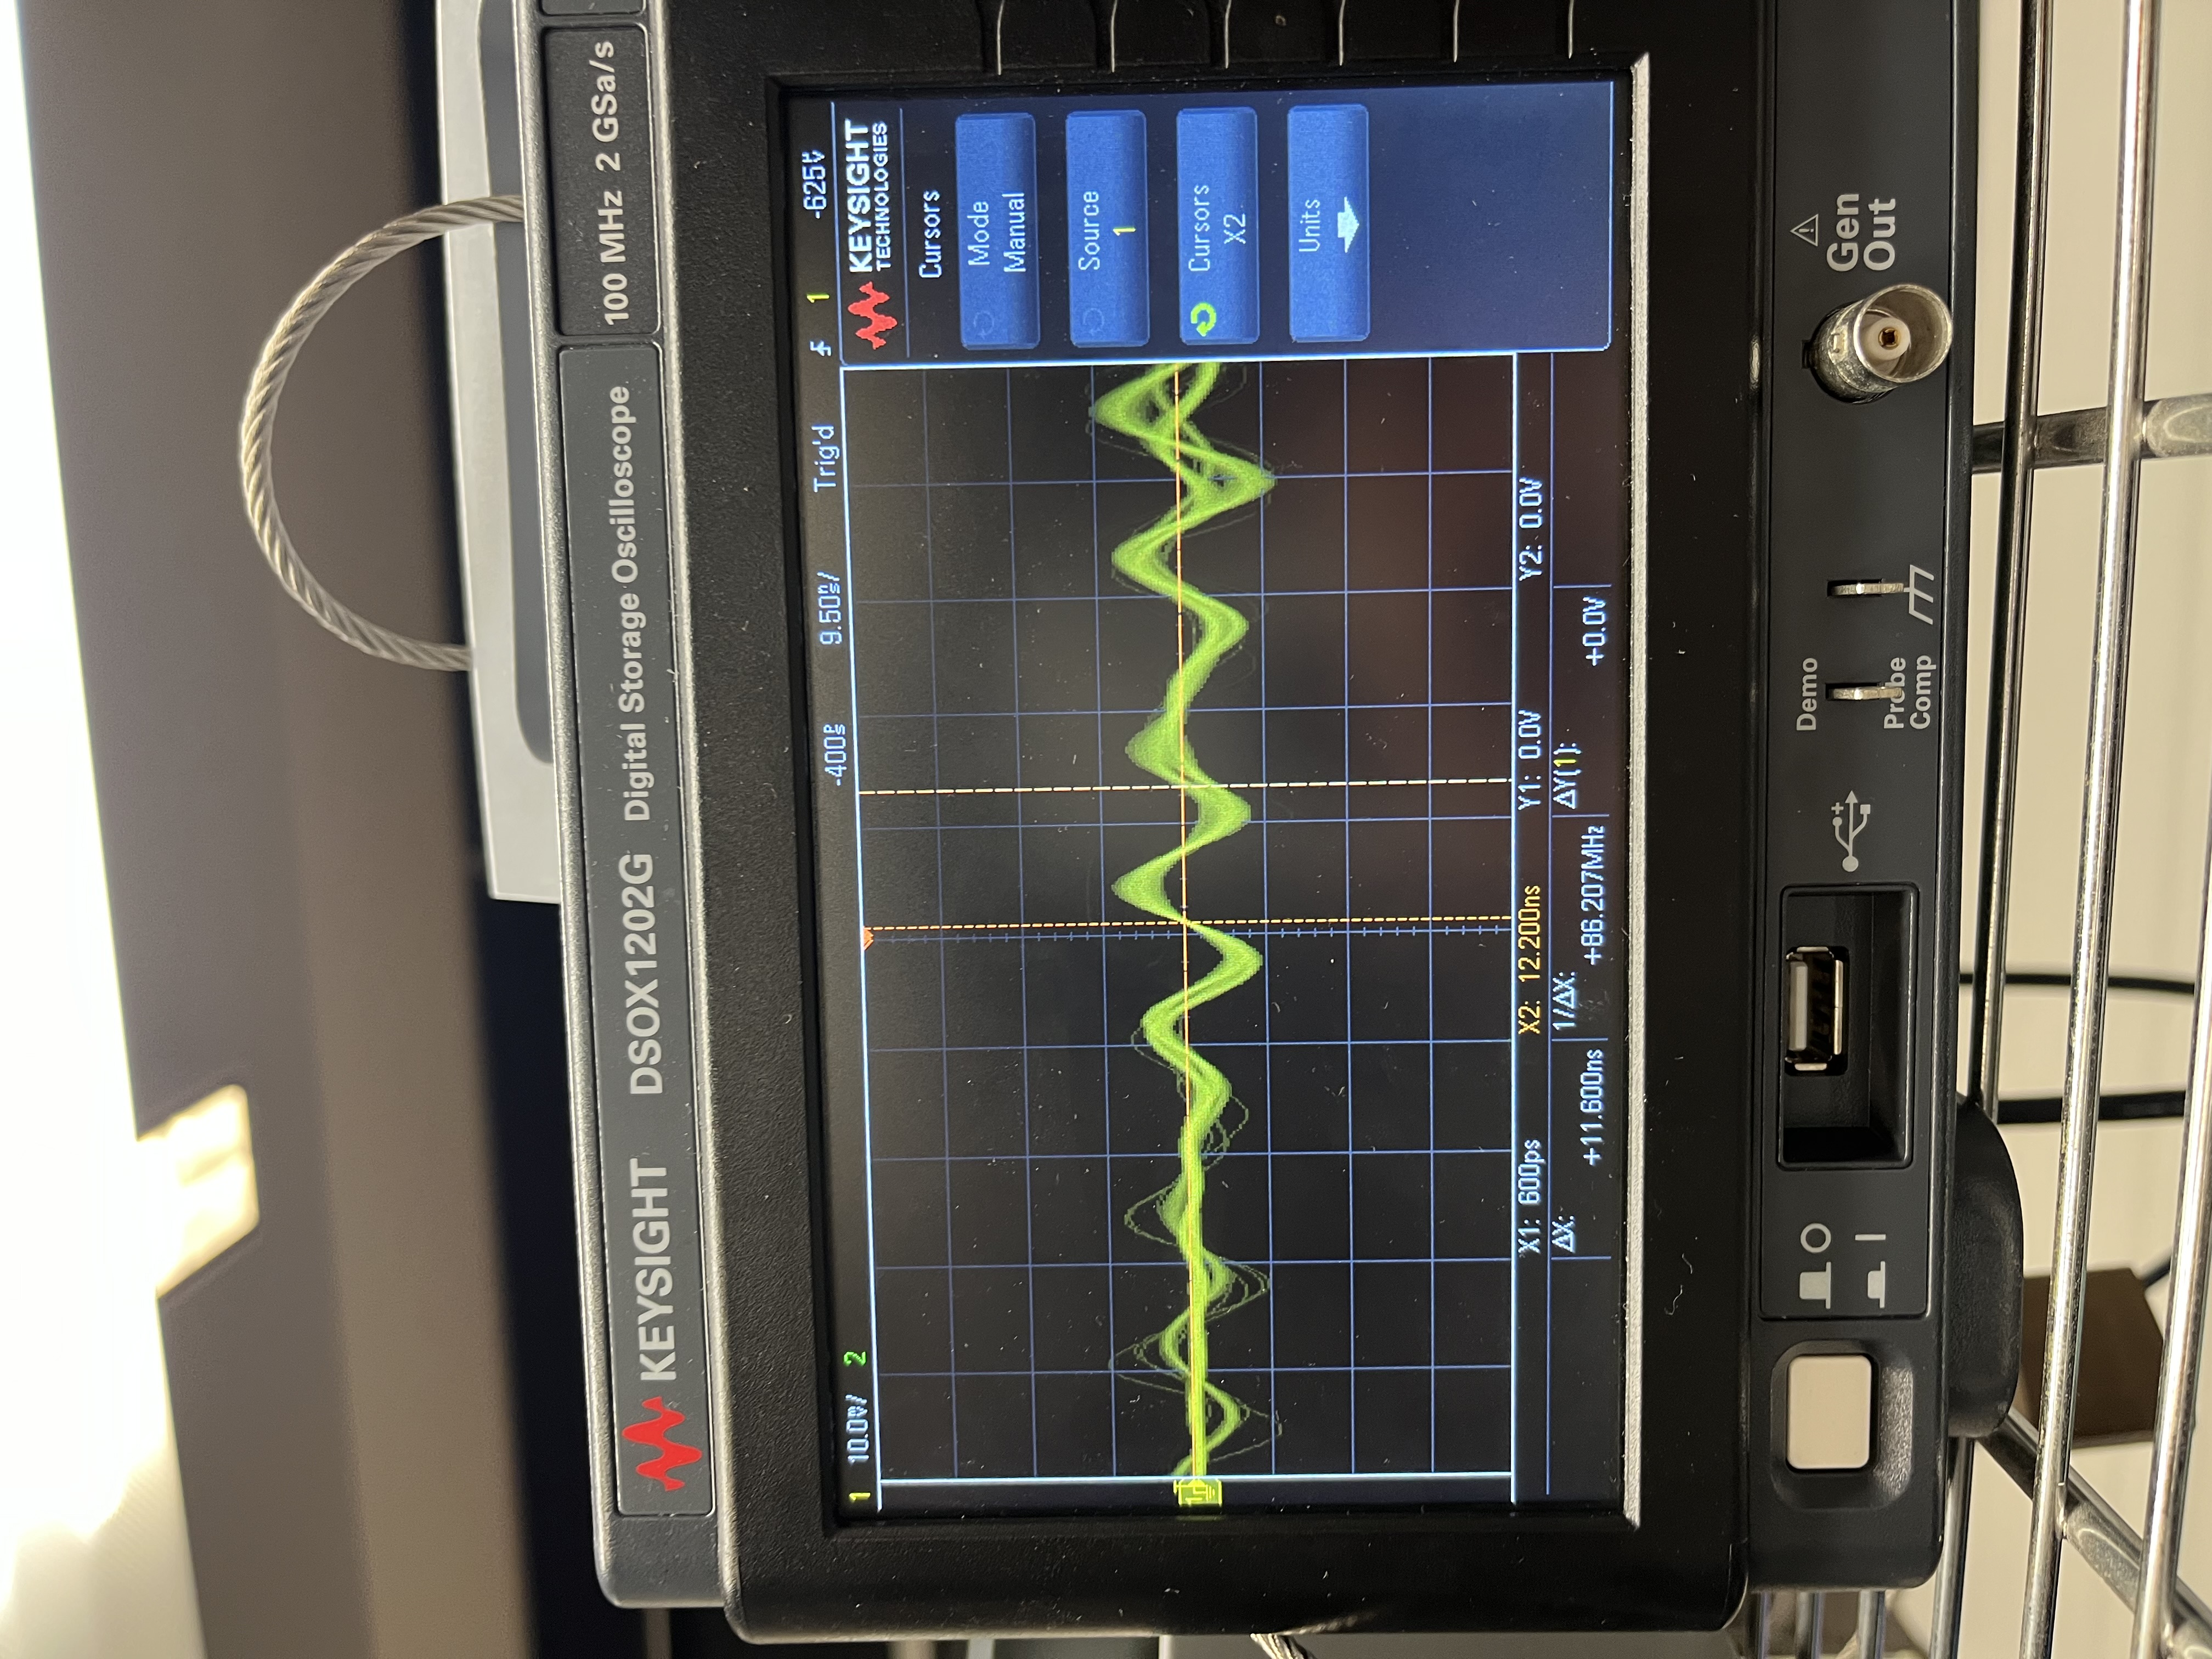 KEYSIGHT DSOX1202G Digital Storage Oscilloscope 100 MHz 2 GSa/s
1 10.0V/ 2 -400ps 9.50ns/ Trig'd 1 -625V
KEYSIGHT
TECHNOLOGIES
Cursors
Mode
Manual
Source
1
Cursors
X2
Units
X1: 600ps X2: 12.200ns Y1: 0.0V Y2: 0.0V
ΔX: 1/ΔX: ΔY(1):
+11.600ns +86.207MHz +0.0V
Demo
Probe
Comp
Gen
Out